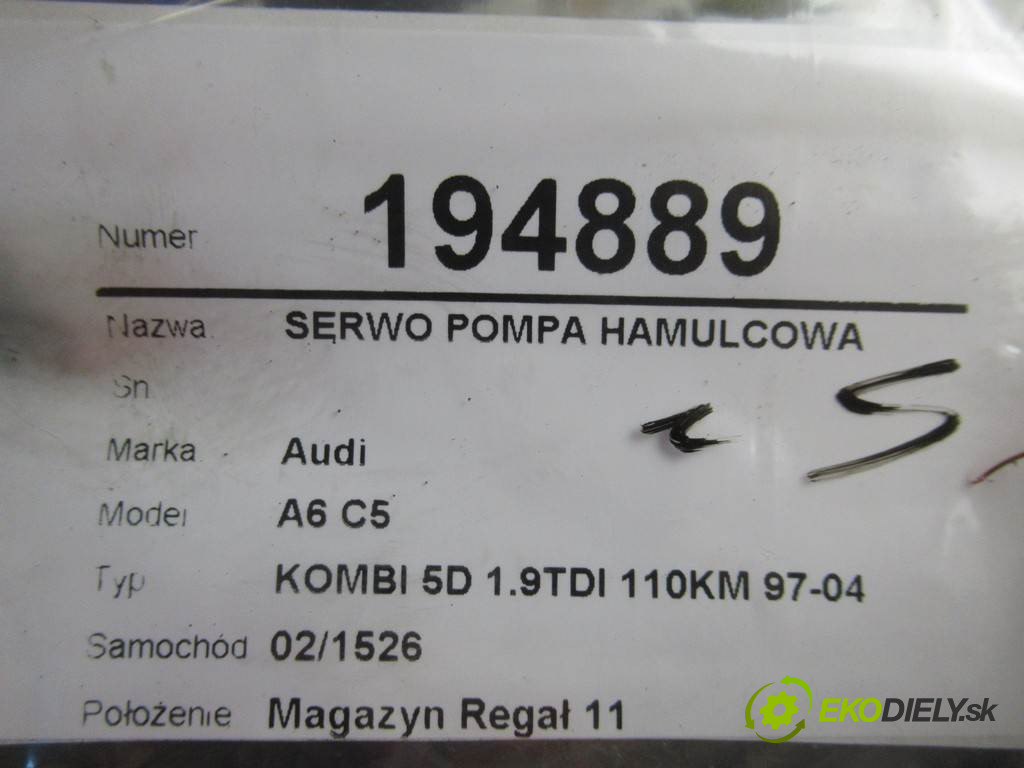 Numer 194889
Nazwa SERWO POMPA HAMULCOWA
Sn
Marka Audi
Model A6 C5
Typ KOMBI 5D 1.9TDI 110KM 97-04
Samochód 02/1526
Położenie Magazyn Regał 11
EKODIELY.sk